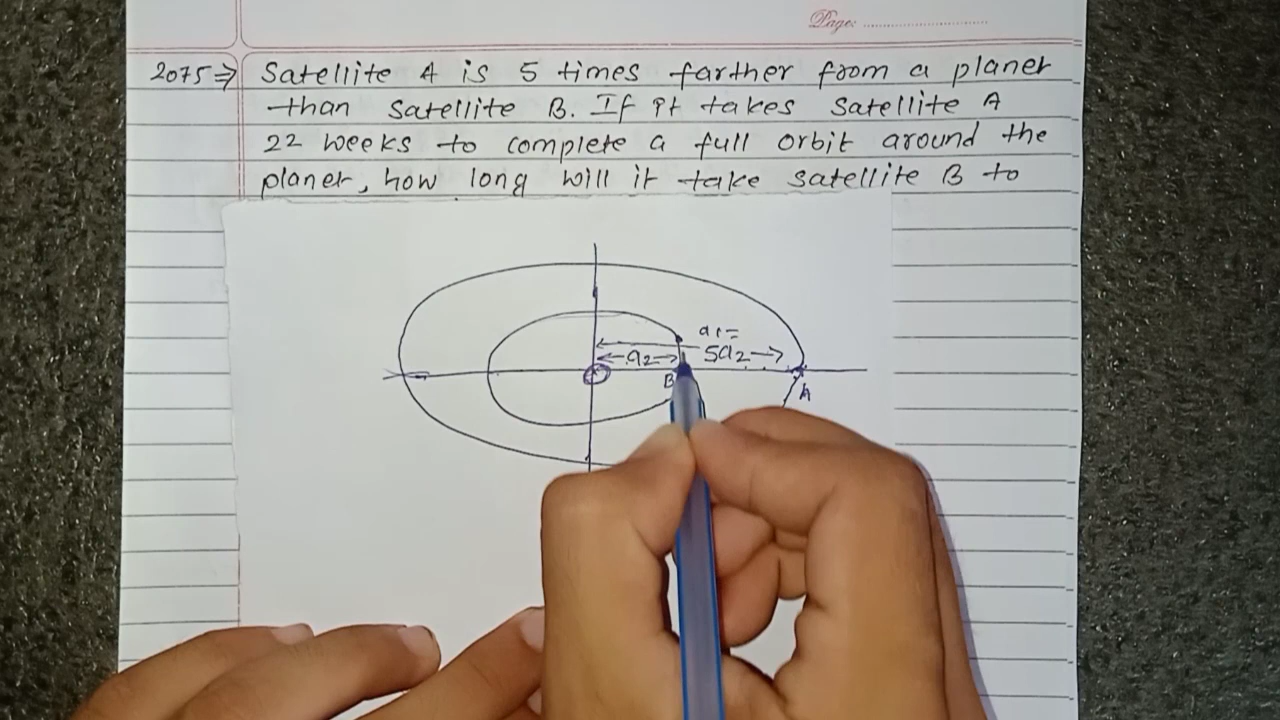 Page: ..............................
2075⇒ Satellite A is 5 times farther from a planet
than satellite B. If it takes satellite A
22 weeks to complete a full orbit around the
planet, how long will it take satellite B to
a1=
←a2→ 5a2→
B
A